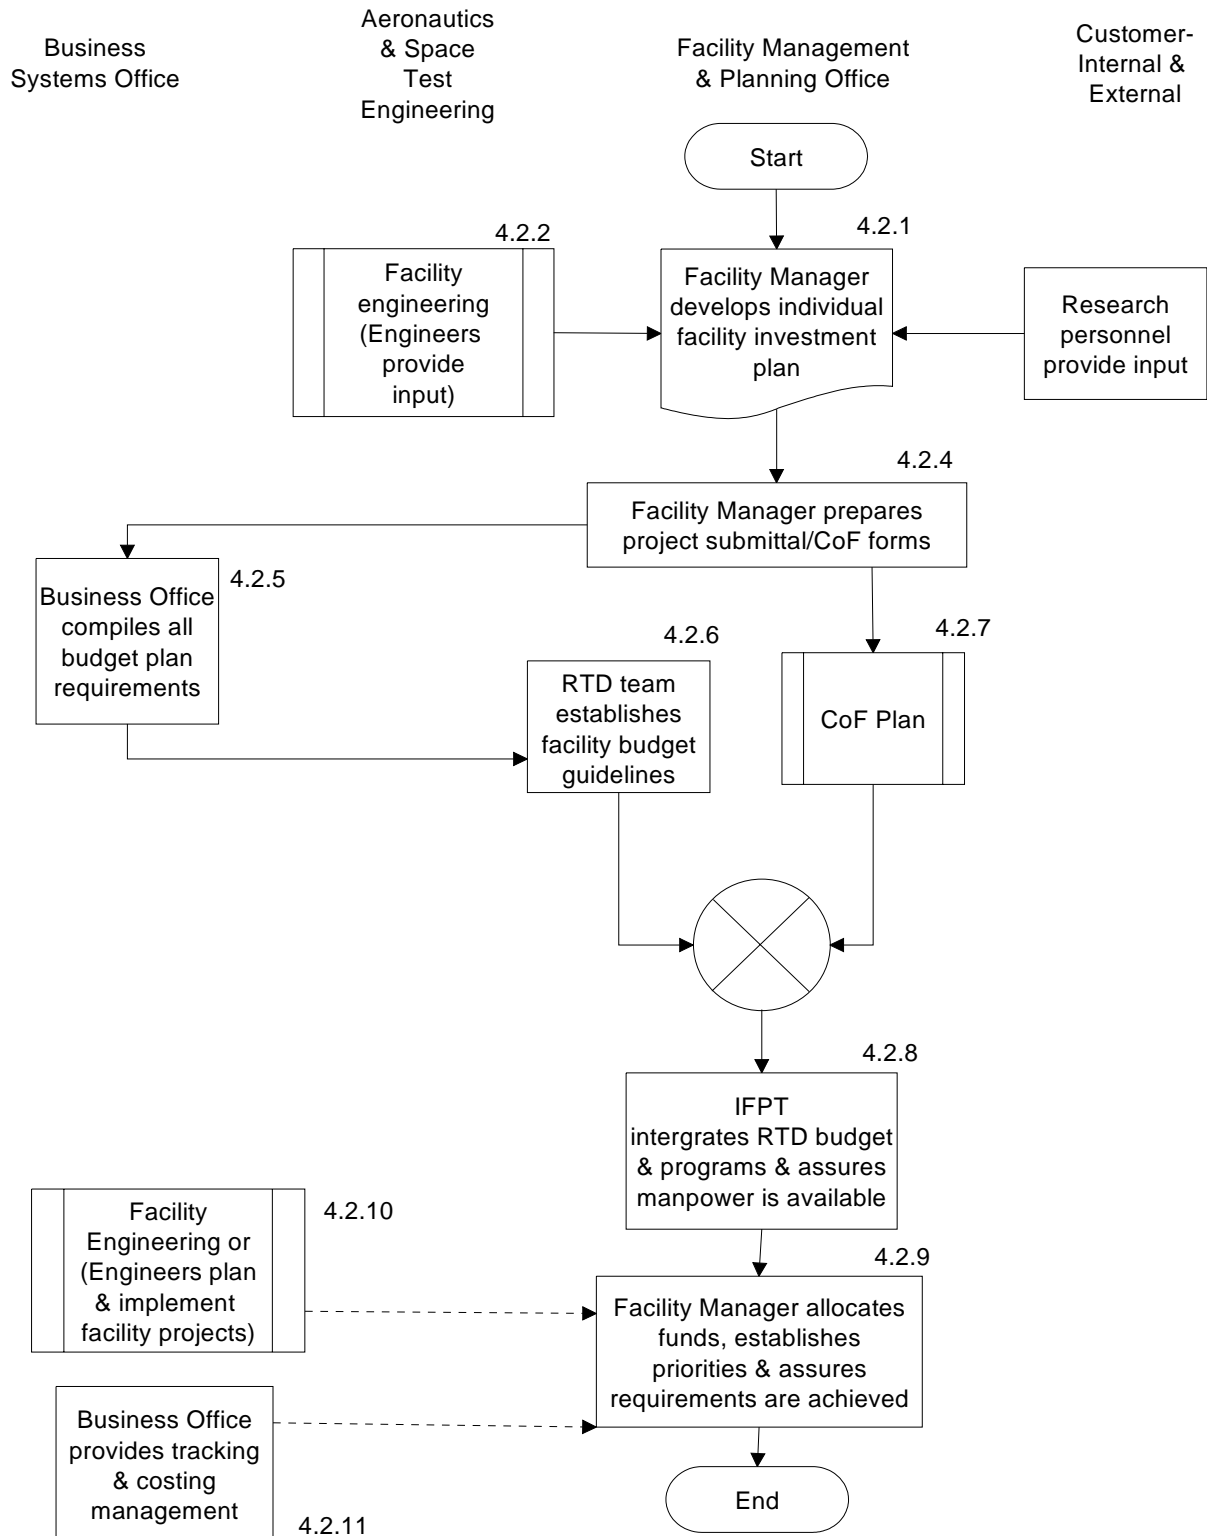 Business
Systems Office
Aeronautics
& Space
Test
Engineering
Facility Management
& Planning Office
Customer-
Internal &
External
Start
4.2.1
4.2.2
Facility
engineering
(Engineers
provide
input)
Facility Manager
develops individual
facility investment
plan
Research
personnel
provide input
4.2.4
Facility Manager prepares
project submittal/CoF forms
4.2.5
Business Office
compiles all
budget plan
requirements
4.2.6
RTD team
establishes
facility budget
guidelines
4.2.7
CoF Plan
4.2.8
IFPT
intergrates RTD budget
& programs & assures
manpower is available
4.2.10
Facility
Engineering or
(Engineers plan
& implement
facility projects)
4.2.9
Facility Manager allocates
funds, establishes
priorities & assures
requirements are achieved
Business Office
provides tracking
& costing
management
4.2.11
End